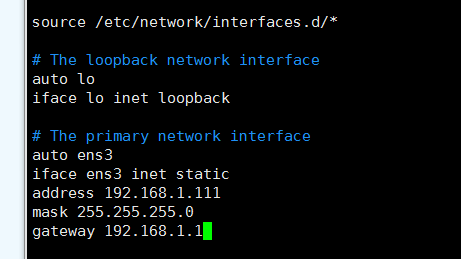 source /etc/network/interfaces.d/*
# The loopback network interface
auto lo
iface lo inet loopback
# The primary network interface
auto ens3
iface ens3 inet static
address 192.168.1.111
mask 255.255.255.0
gateway 192.168.1.1